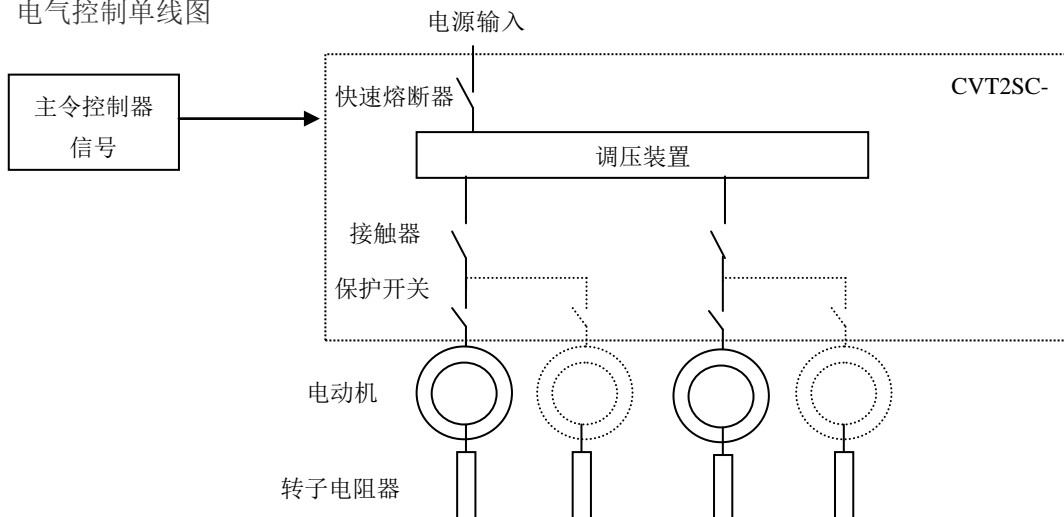 电气控制单线图
电源输入
主令控制器
信号
快速熔断器
CVT2SC-
调压装置
接触器
保护开关
电动机
转子电阻器